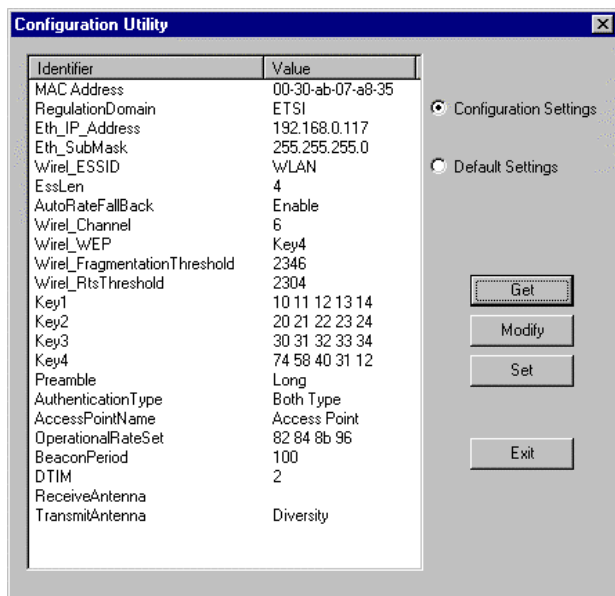 Configuration Utility
Identifier Value
MAC Address 00-30-ab-07-a8-35
RegulationDomain ETSI
Eth_IP_Address 192.168.0.117
Eth_SubMask 255.255.255.0
Wirel_ESSID WLAN
EssLen 4
AutoRateFallBack Enable
Wirel_Channel 6
Wirel_WEP Key4
Wirel_FragmentationThreshold 2346
Wirel_RtsThreshold 2304
Key1 10 11 12 13 14
Key2 20 21 22 23 24
Key3 30 31 32 33 34
Key4 74 58 40 31 12
Preamble Long
AuthenticationType Both Type
AccessPointName Access Point
OperationalRateSet 82 84 8b 96
BeaconPeriod 100
DTIM 2
ReceiveAntenna
TransmitAntenna Diversity
Configuration Settings
Default Settings
Get
Modify
Set
Exit